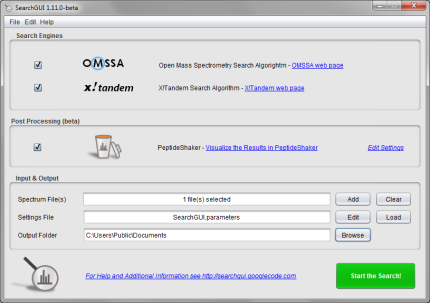 SearchGUI 1.11.0-beta
File Edit Help
Search Engines
OMSSA Open Mass Spectrometry Search Algorightm - OMSSA web page
x!tandem X!Tandem Search Algorithm - X!Tandem web page
Post Processing (beta)
PeptideShaker - Visualize the Results in PeptideShaker Edit Settings
Input & Output
Spectrum File(s) 1 file(s) selected Add Clear
Settings File SearchGUI.parameters Edit Load
Output Folder C:\Users\Public\Documents Browse
For Help and Additional Information see http://searchgui.googlecode.com Start the Search!